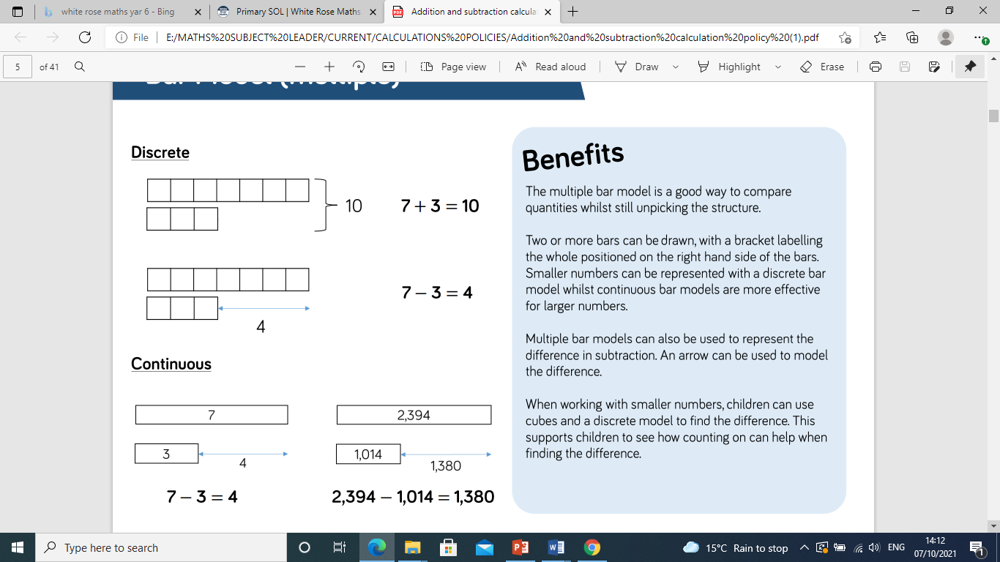 white rose maths yar 6 - Bing
Primary SOL | White Rose Maths
Addition and subtraction calcula
File
E:/MATHS%20SUBJECT%20LEADER/CURRENT/CALCULATIONS%20POLICIES/Addition%20and%20subtraction%20calculation%20policy%20(1).pdf
5 of 41
Page view
Read aloud
Draw
Highlight
Erase
Bar Model (Multiple)
Discrete
10
7 + 3 = 10
7 − 3 = 4
4
Continuous
7
2,394
3
4
1,014
1,380
7 − 3 = 4
2,394 − 1,014 = 1,380
Benefits
The multiple bar model is a good way to compare
quantities whilst still unpicking the structure.
Two or more bars can be drawn, with a bracket labelling
the whole positioned on the right hand side of the bars.
Smaller numbers can be represented with a discrete bar
model whilst continuous bar models are more effective
for larger numbers.
Multiple bar models can also be used to represent the
difference in subtraction. An arrow can be used to model
the difference.
When working with smaller numbers, children can use
cubes and a discrete model to find the difference. This
supports children to see how counting on can help when
finding the difference.
Type here to search
15°C Rain to stop
ENG
14:12
07/10/2021
1